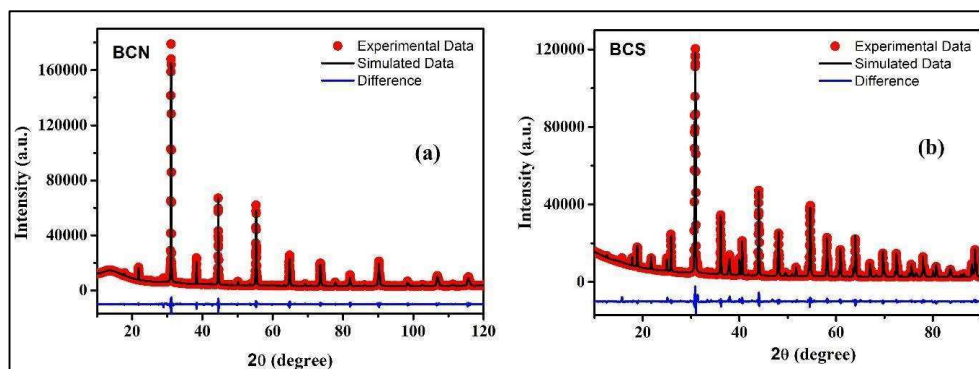 BCN
Experimental Data
Simulated Data
Difference
(a)
Intensity (a.u.)
160000
120000
80000
40000
0
20 40 60 80 100 120
2θ (degree)
BCS
Experimental Data
Simulated Data
Difference
(b)
Intensity (a.u.)
120000
80000
40000
0
20 40 60 80
2θ (degree)